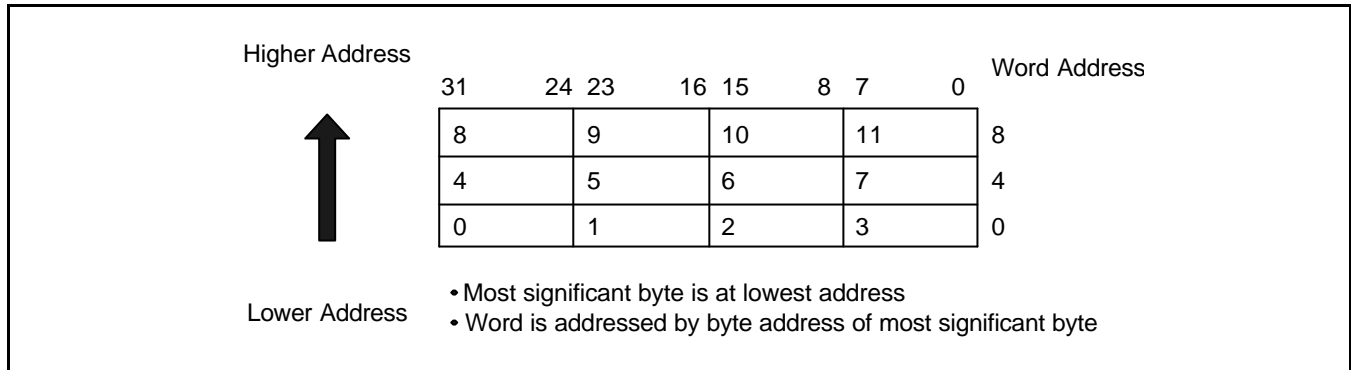 Higher Address
Word Address
31 24 23 16 15 8 7 0
8 9 10 11 8
4 5 6 7 4
0 1 2 3 0
• Most significant byte is at lowest address
Lower Address
• Word is addressed by byte address of most significant byte